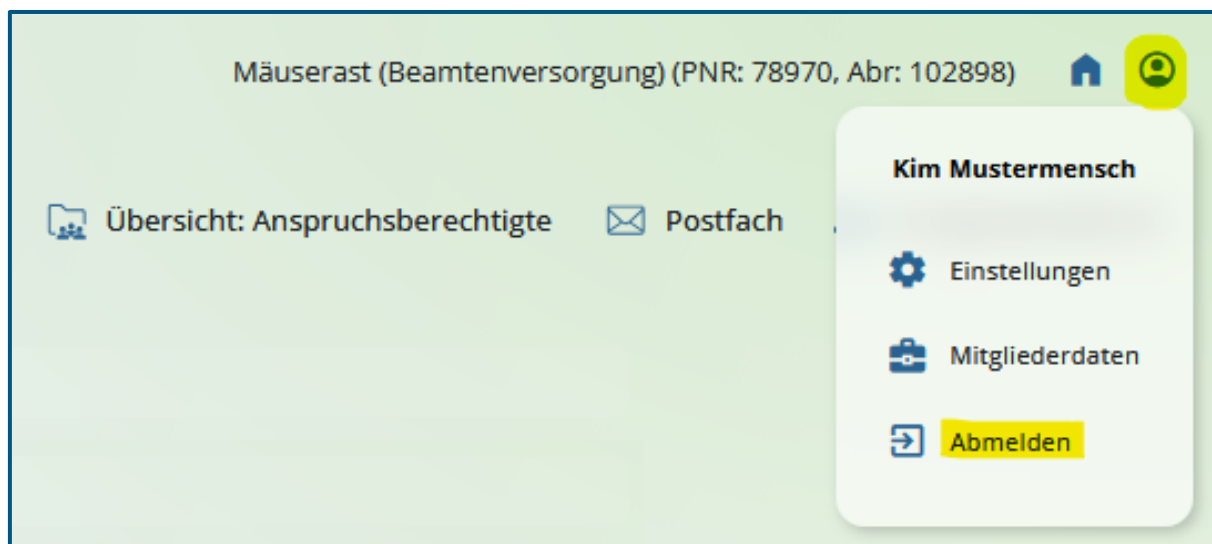 Mäuserast (Beamtenversorgung) (PNR: 78970, Abr: 102898)
Kim Mustermensch
Übersicht: Anspruchsberechtigte
Postfach
Einstellungen
Mitgliederdaten
Abmelden